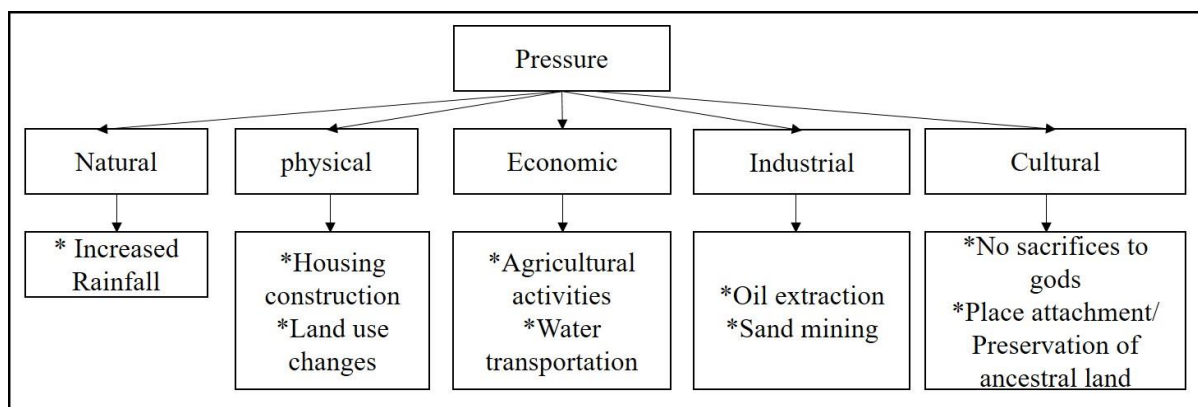 Pressure
Natural
physical
Economic
Industrial
Cultural
* Increased
Rainfall
*Housing
construction
*Land use
changes
*Agricultural
activities
*Water
transportation
*Oil extraction
*Sand mining
*No sacrifices to
gods
*Place attachment/
Preservation of
ancestral land